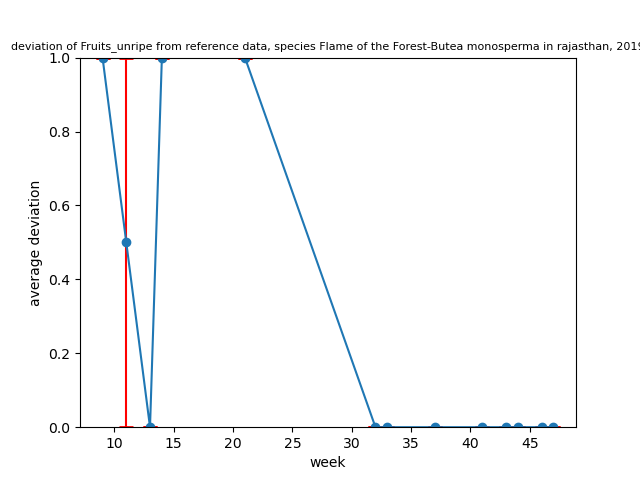 deviation of Fruits_unripe from reference data, species Flame of the Forest-Butea monosperma in rajasthan, 2019
1.0
0.8
0.6
0.4
0.2
0.0
average deviation
10 15 20 25 30 35 40 45
week